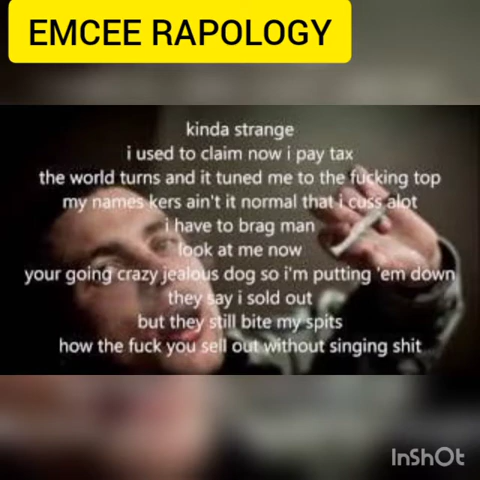 EMCEE RAPOLOGY
kinda strange
i used to claim now i pay tax
the world turns and it tuned me to the fucking top
my names kers ain't it normal that i cuss alot
i have to brag man
look at me now
your going crazy jealous dog so i'm putting 'em down
they say i sold out
but they still bite my spits
how the fuck you sell out without singing shit
InShOt